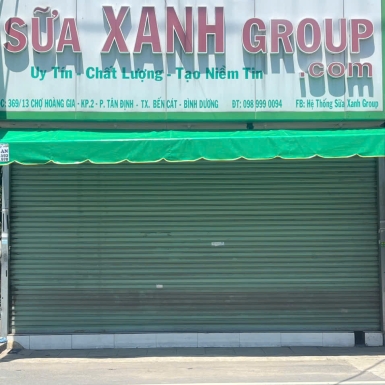 SỮA XANH GROUP
.com
Uy Tín - Chất Lượng - Tạo Niềm Tin
C: 369/13 CHỢ HOÀNG GIA - KP.2 - P. TÂN ĐỊNH - TX. BẾN CÁT - BÌNH DƯƠNG ĐT: 098 999 0094 FB: Hệ Thống Sữa Xanh Group